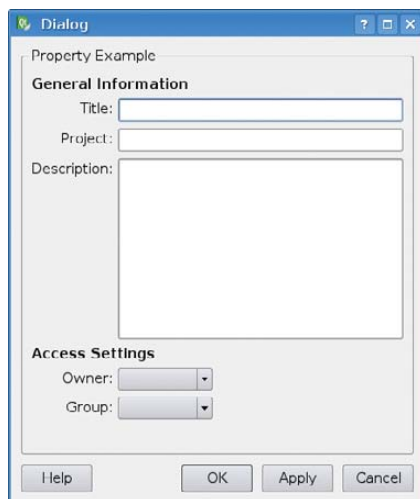 Dialog
Property Example
General Information
Title:
Project:
Description:
Access Settings
Owner:
Group:
Help OK Apply Cancel